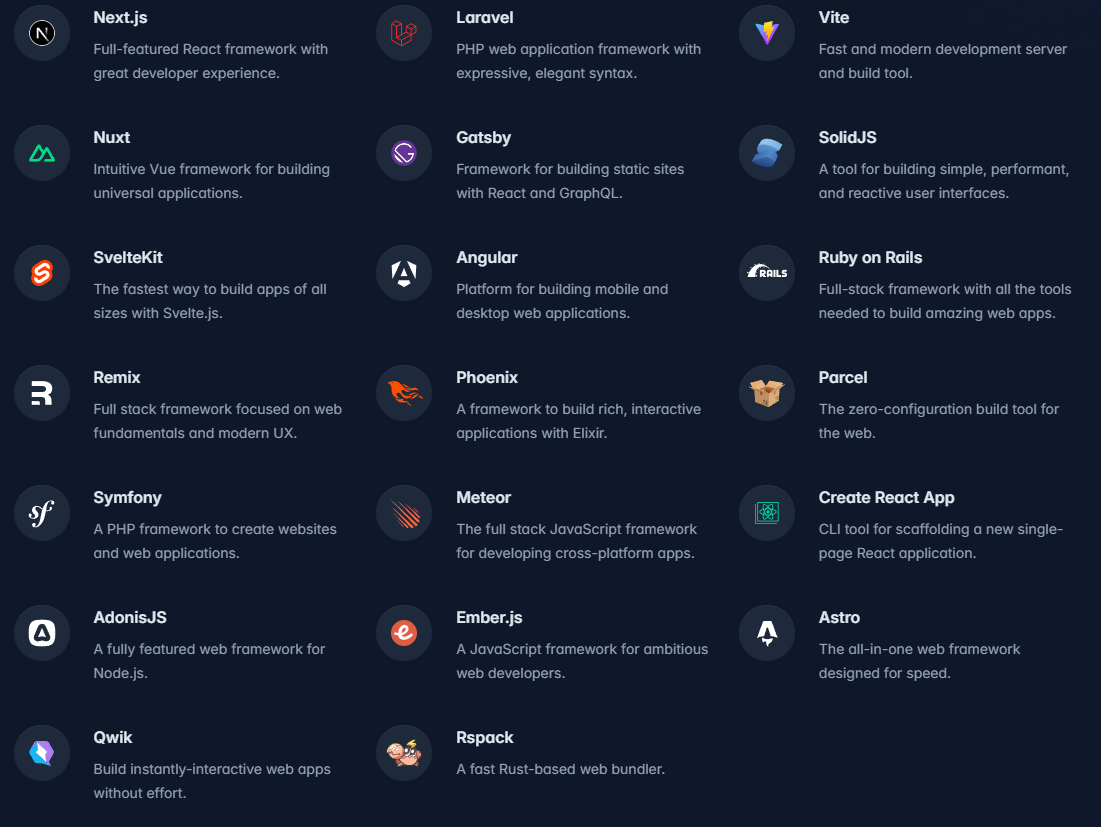 Next.js
Full-featured React framework with
great developer experience.
Laravel
PHP web application framework with
expressive, elegant syntax.
Vite
Fast and modern development server
and build tool.
Nuxt
Intuitive Vue framework for building
universal applications.
Gatsby
Framework for building static sites
with React and GraphQL.
SolidJS
A tool for building simple, performant,
and reactive user interfaces.
SvelteKit
The fastest way to build apps of all
sizes with Svelte.js.
Angular
Platform for building mobile and
desktop web applications.
RAILS
Ruby on Rails
Full-stack framework with all the tools
needed to build amazing web apps.
Remix
Full stack framework focused on web
fundamentals and modern UX.
Phoenix
A framework to build rich, interactive
applications with Elixir.
Parcel
The zero-configuration build tool for
the web.
sf
Symfony
A PHP framework to create websites
and web applications.
Meteor
The full stack JavaScript framework
for developing cross-platform apps.
Create React App
CLI tool for scaffolding a new single-
page React application.
AdonisJS
A fully featured web framework for
Node.js.
Ember.js
A JavaScript framework for ambitious
web developers.
Astro
The all-in-one web framework
designed for speed.
Qwik
Build instantly-interactive web apps
without effort.
Rspack
A fast Rust-based web bundler.